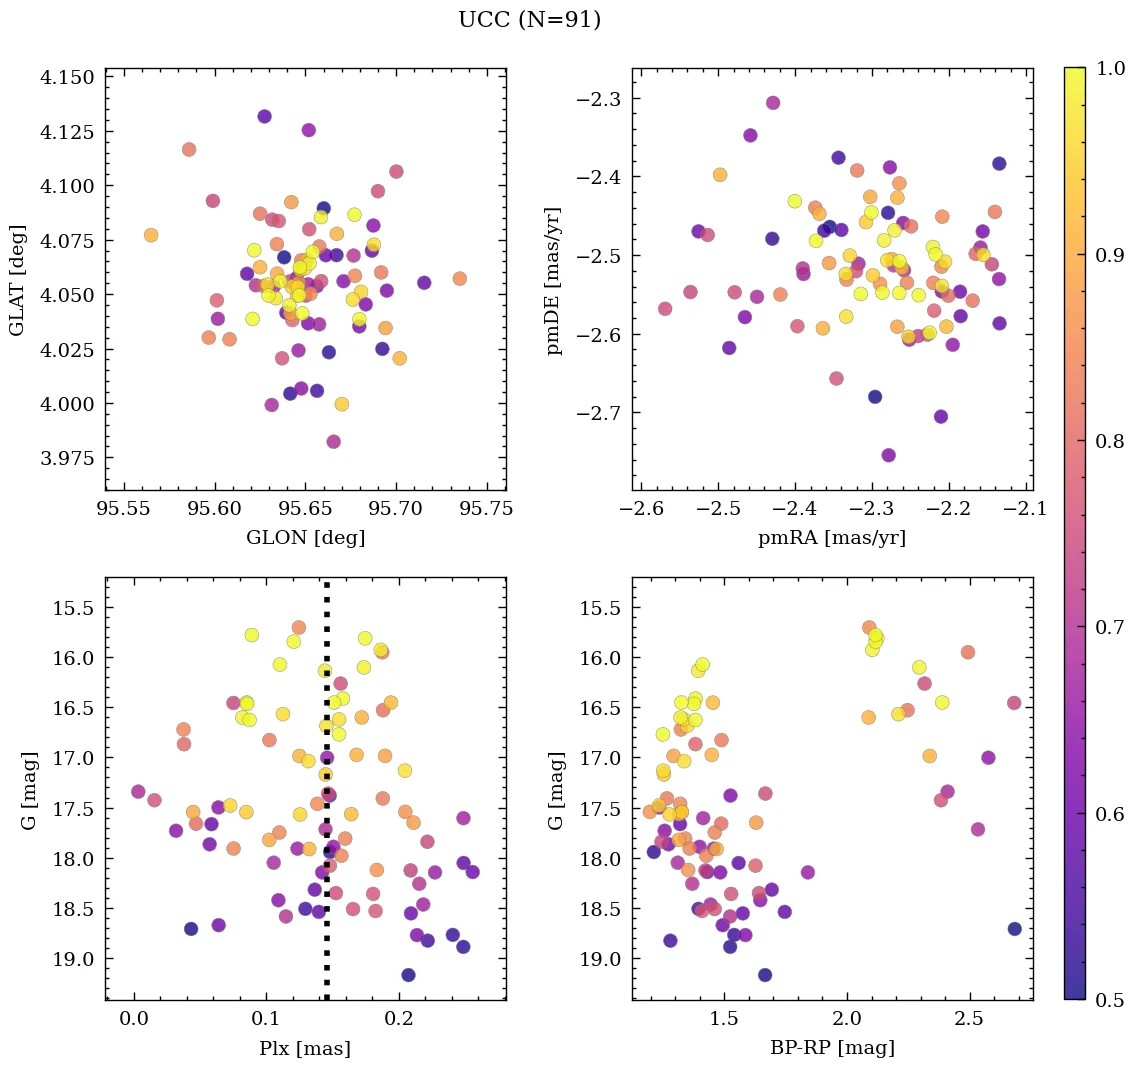 UCC (N=91)
4.150
4.125
4.100
4.075
4.050
4.025
4.000
3.975
GLAT [deg]
95.55 95.60 95.65 95.70 95.75
GLON [deg]
−2.3
−2.4
−2.5
−2.6
−2.7
pmDE [mas/yr]
−2.6 −2.5 −2.4 −2.3 −2.2 −2.1
pmRA [mas/yr]
15.5
16.0
16.5
17.0
17.5
18.0
18.5
19.0
G [mag]
0.0 0.1 0.2
Plx [mas]
15.5
16.0
16.5
17.0
17.5
18.0
18.5
19.0
G [mag]
1.5 2.0 2.5
BP-RP [mag]
1.0
0.9
0.8
0.7
0.6
0.5